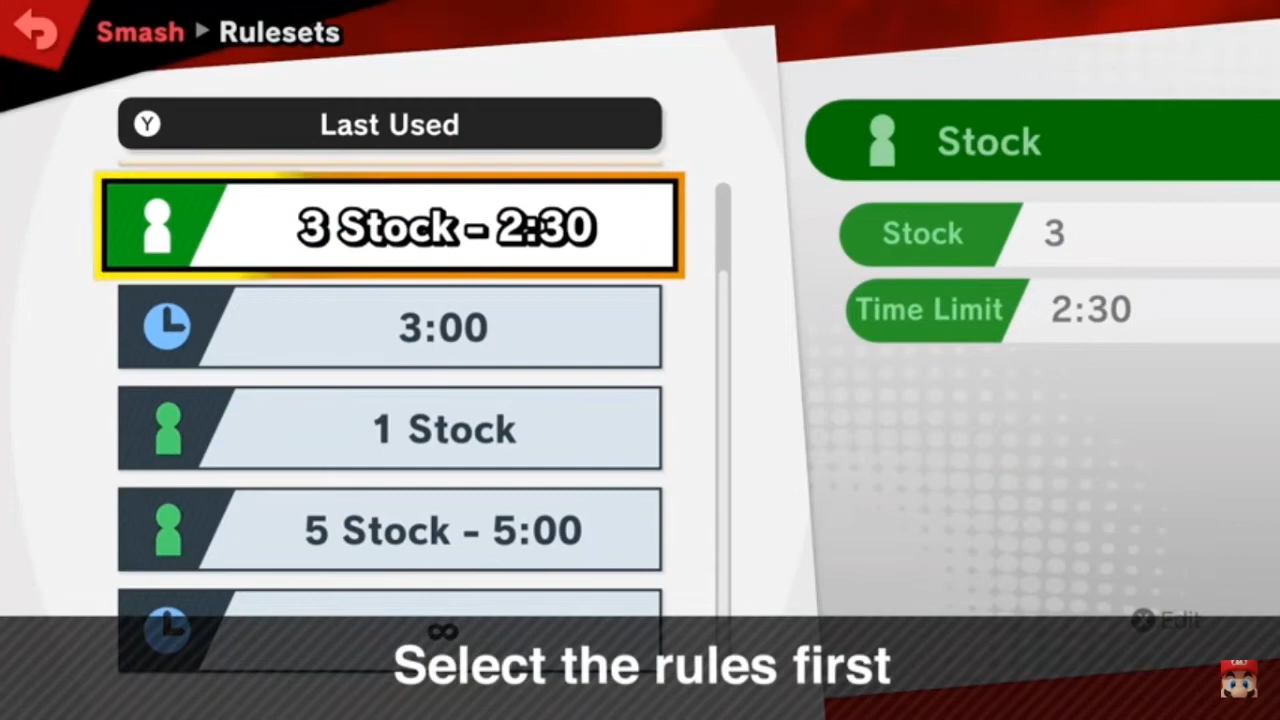 Smash ▶ Rulesets
Y Last Used
3 Stock - 2:30
3:00
1 Stock
5 Stock - 5:00
∞
Stock
Stock 3
Time Limit 2:30
X Edit
Select the rules first